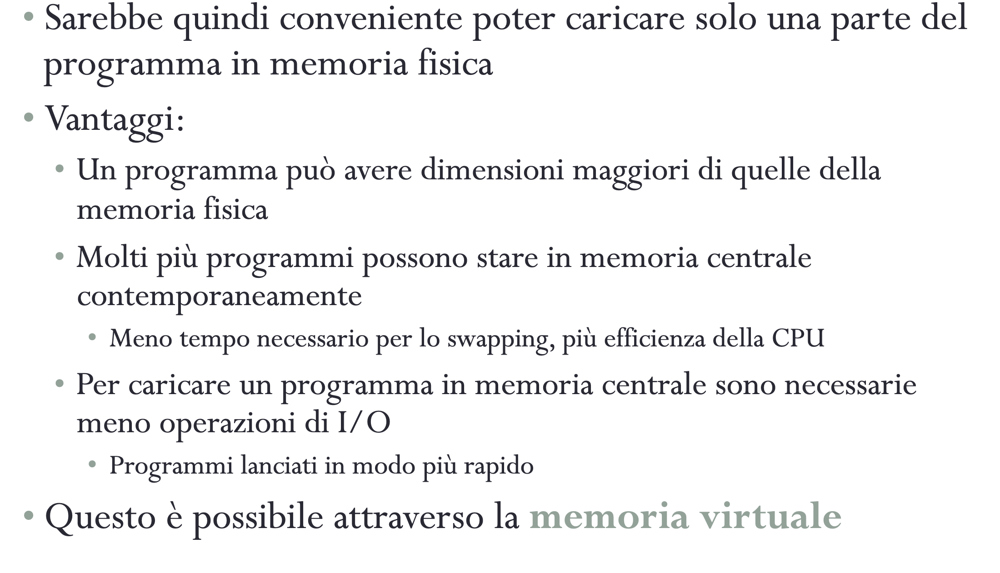 • Sarebbe quindi conveniente poter caricare solo una parte del
programma in memoria fisica
• Vantaggi:
• Un programma può avere dimensioni maggiori di quelle della
memoria fisica
• Molti più programmi possono stare in memoria centrale
contemporaneamente
• Meno tempo necessario per lo swapping, più efficienza della CPU
• Per caricare un programma in memoria centrale sono necessarie
meno operazioni di I/O
• Programmi lanciati in modo più rapido
• Questo è possibile attraverso la memoria virtuale